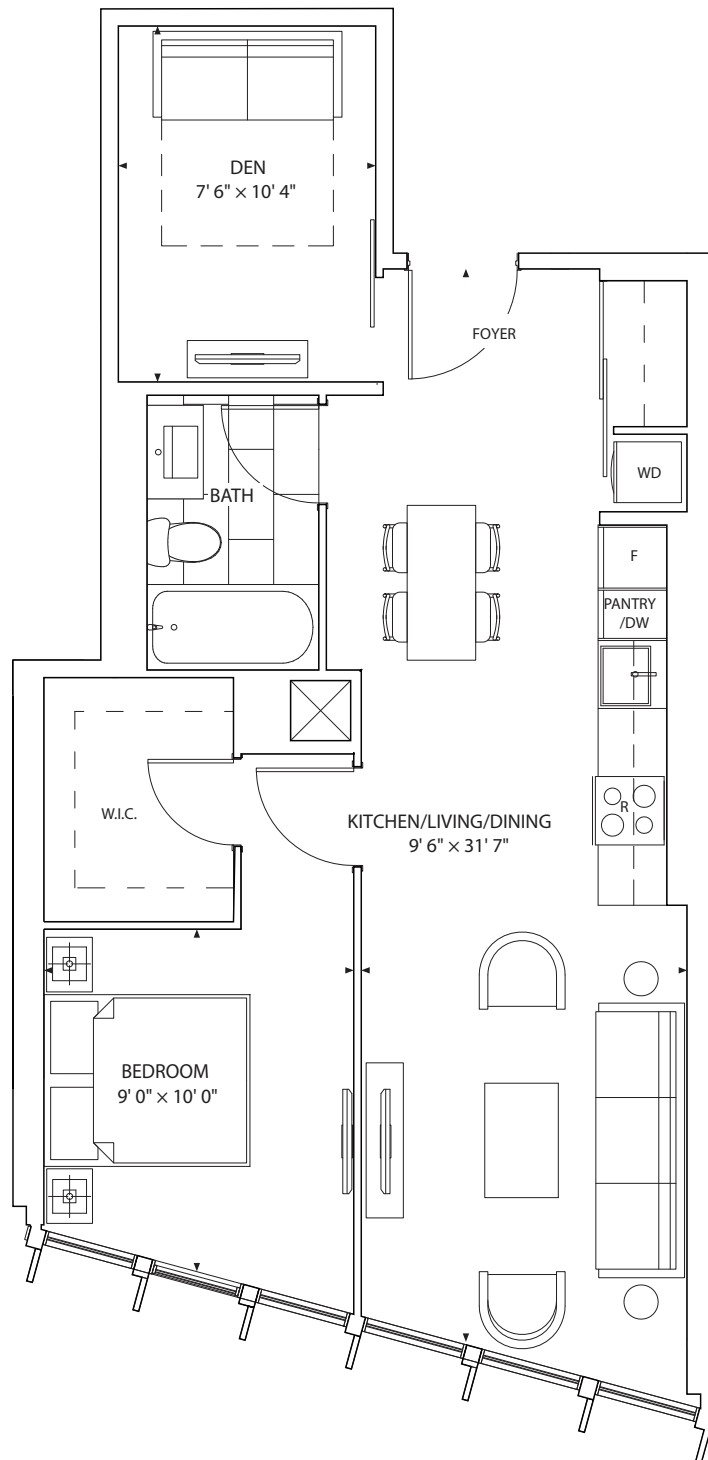 DEN
7' 6" × 10' 4"
FOYER
WD
BATH
F
PANTRY
/DW
W.I.C.
R
KITCHEN/LIVING/DINING
9' 6" × 31' 7"
BEDROOM
9' 0" × 10' 0"